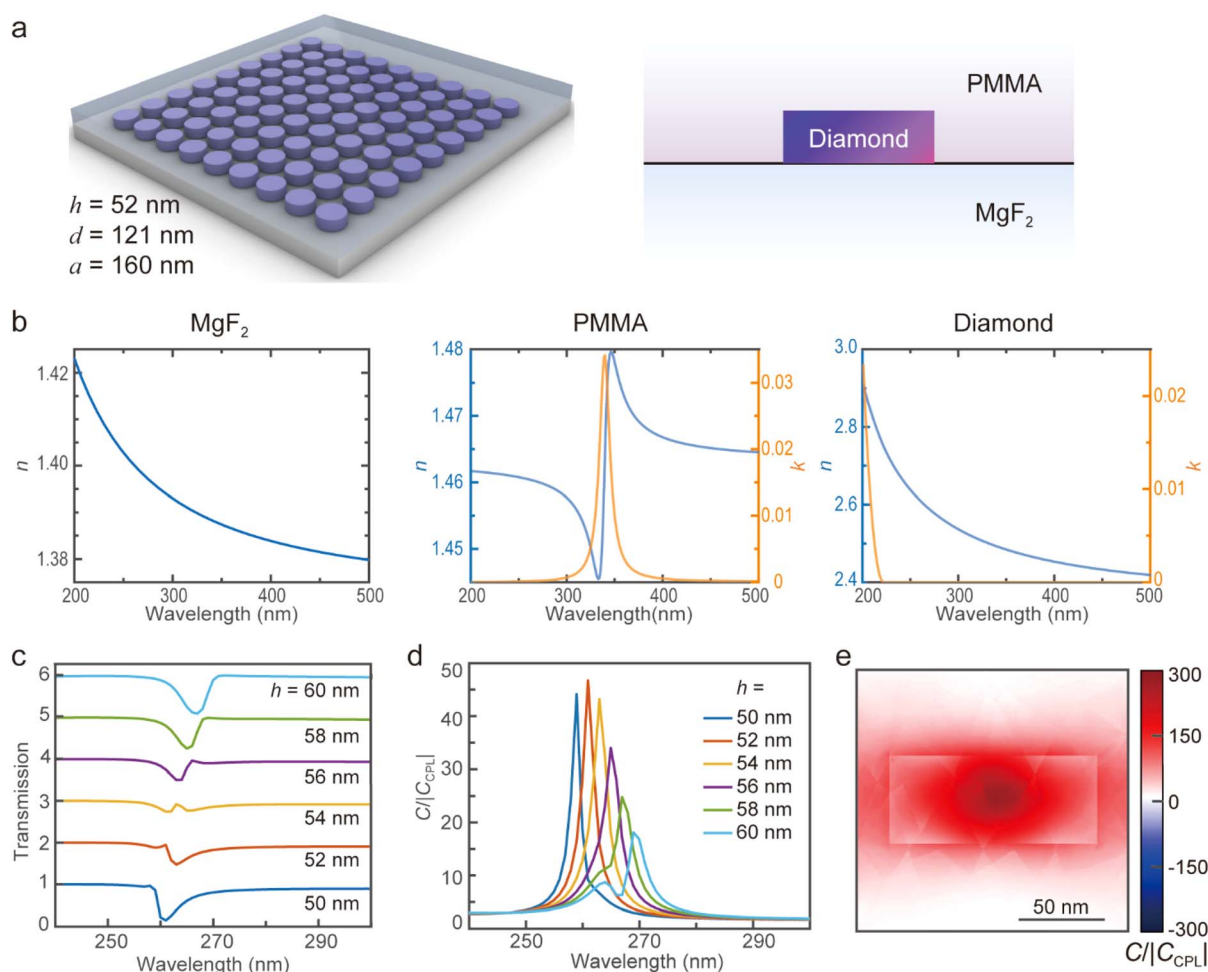 a
h = 52 nm
d = 121 nm
a = 160 nm
PMMA
Diamond
MgF₂
b
MgF₂
1.42
1.40
1.38
n
200 300 400 500
Wavelength (nm)
PMMA
1.48
1.47
1.46
1.45
n
0.03
0.02
0.01
0
k
200 300 400 500
Wavelength(nm)
Diamond
3.0
2.8
2.6
2.4
n
0.02
0.01
0
k
200 300 400 500
Wavelength (nm)
c
Transmission
6
5
4
3
2
1
0
h = 60 nm
58 nm
56 nm
54 nm
52 nm
50 nm
250 270 290
Wavelength (nm)
d
C/|C_CPL|
50
40
30
20
10
0
h =
50 nm
52 nm
54 nm
56 nm
58 nm
60 nm
250 270 290
Wavelength (nm)
e
50 nm
300
150
0
-150
-300
C/|C_CPL|